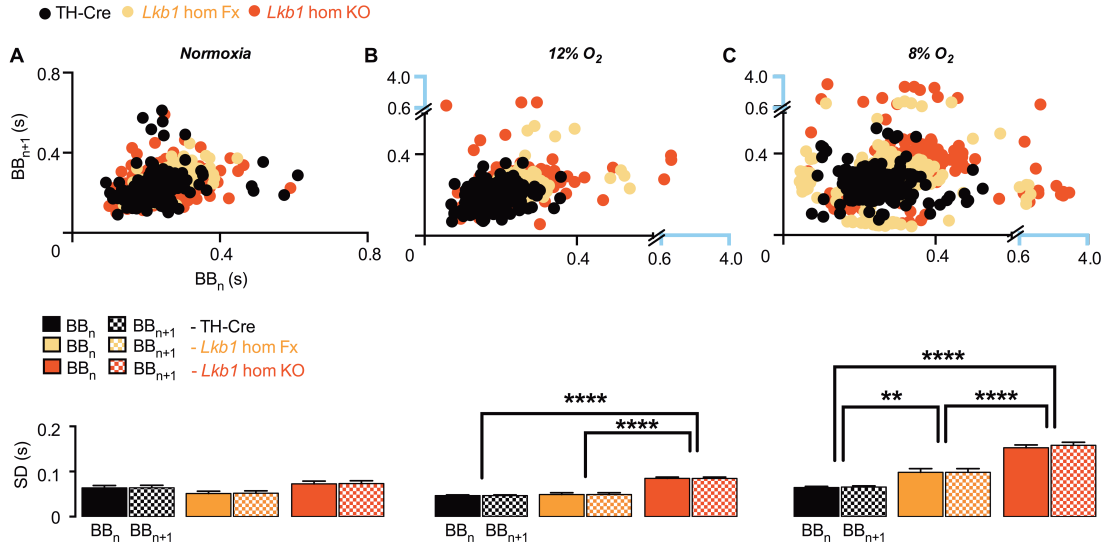 TH-Cre Lkb1 hom Fx Lkb1 hom KO
A Normoxia B 12% O2 C 8% O2
0.8 4.0 4.0
0.6 0.6
0.4 0.4 0.4
BBn+1 (s)
0 0.4 0.8 0 0.4 0.6 4.0 0 0.4 0.6 4.0
BBn (s)
BBn BBn+1 - TH-Cre
BBn BBn+1 - Lkb1 hom Fx
BBn BBn+1 - Lkb1 hom KO
****
**** ** ****
****
0.2
0.1
0
SD (s)
BBn BBn+1 BBn BBn+1 BBn BBn+1